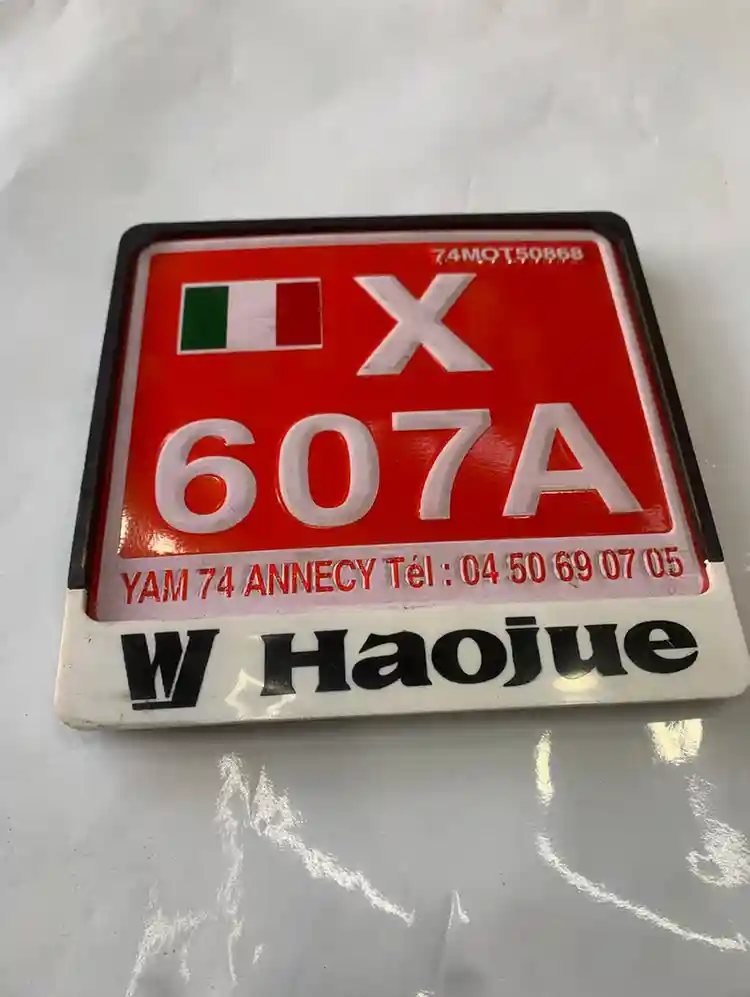 74MOT50868
X
607A
YAM 74 ANNECY Tél : 04 50 69 07 05
Haojue